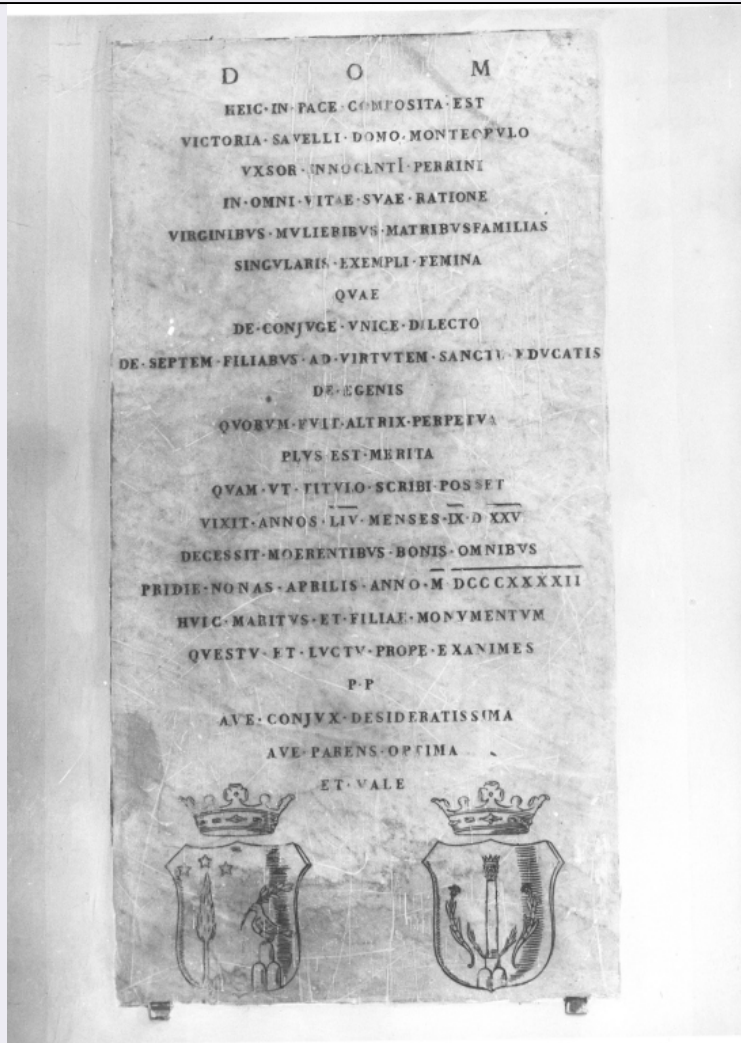 D O M
HEIC·IN·PACE·COMPOSITA·EST
VICTORIA·SAVELLI·DOMO·MONTEOPVLO
VXSOR·INNOCENTI·PERRINI
IN·OMNI·VITAE·SVAE·RATIONE
VIRGINIBVS·MVLIEBIBVS·MATRIBVSFAMILIAS
SINGVLARIS·EXEMPLI·FEMINA
QVAE
DE·CONJVGE·VNICE·DILECTO
DE·SEPTEM·FILIABVS·AD·VIRTVTEM·SANCTE·EDVCATIS
DE·EGENIS
QVORVM·FVIT·ALTRIX·PERPETVA
PLVS·EST·MERITA
QVAM·VT·TITVLO·SCRIBI·POSSET
VIXIT·ANNOS·LIV·MENSES·IX·D·XXV
DECESSIT·MOERENTIBVS·BONIS·OMNIBVS
PRIDIE·NONAS·APRILIS·ANNO·M DCCCXXXXII
HVIC·MARITVS·ET·FILIAE·MONVMENTVM
QVESTV·ET·LVCTV·PROPE·EXANIMES
P·P
AVE·CONJVX·DESIDERATISSIMA
AVE·PARENS·OPTIMA
ET·VALE